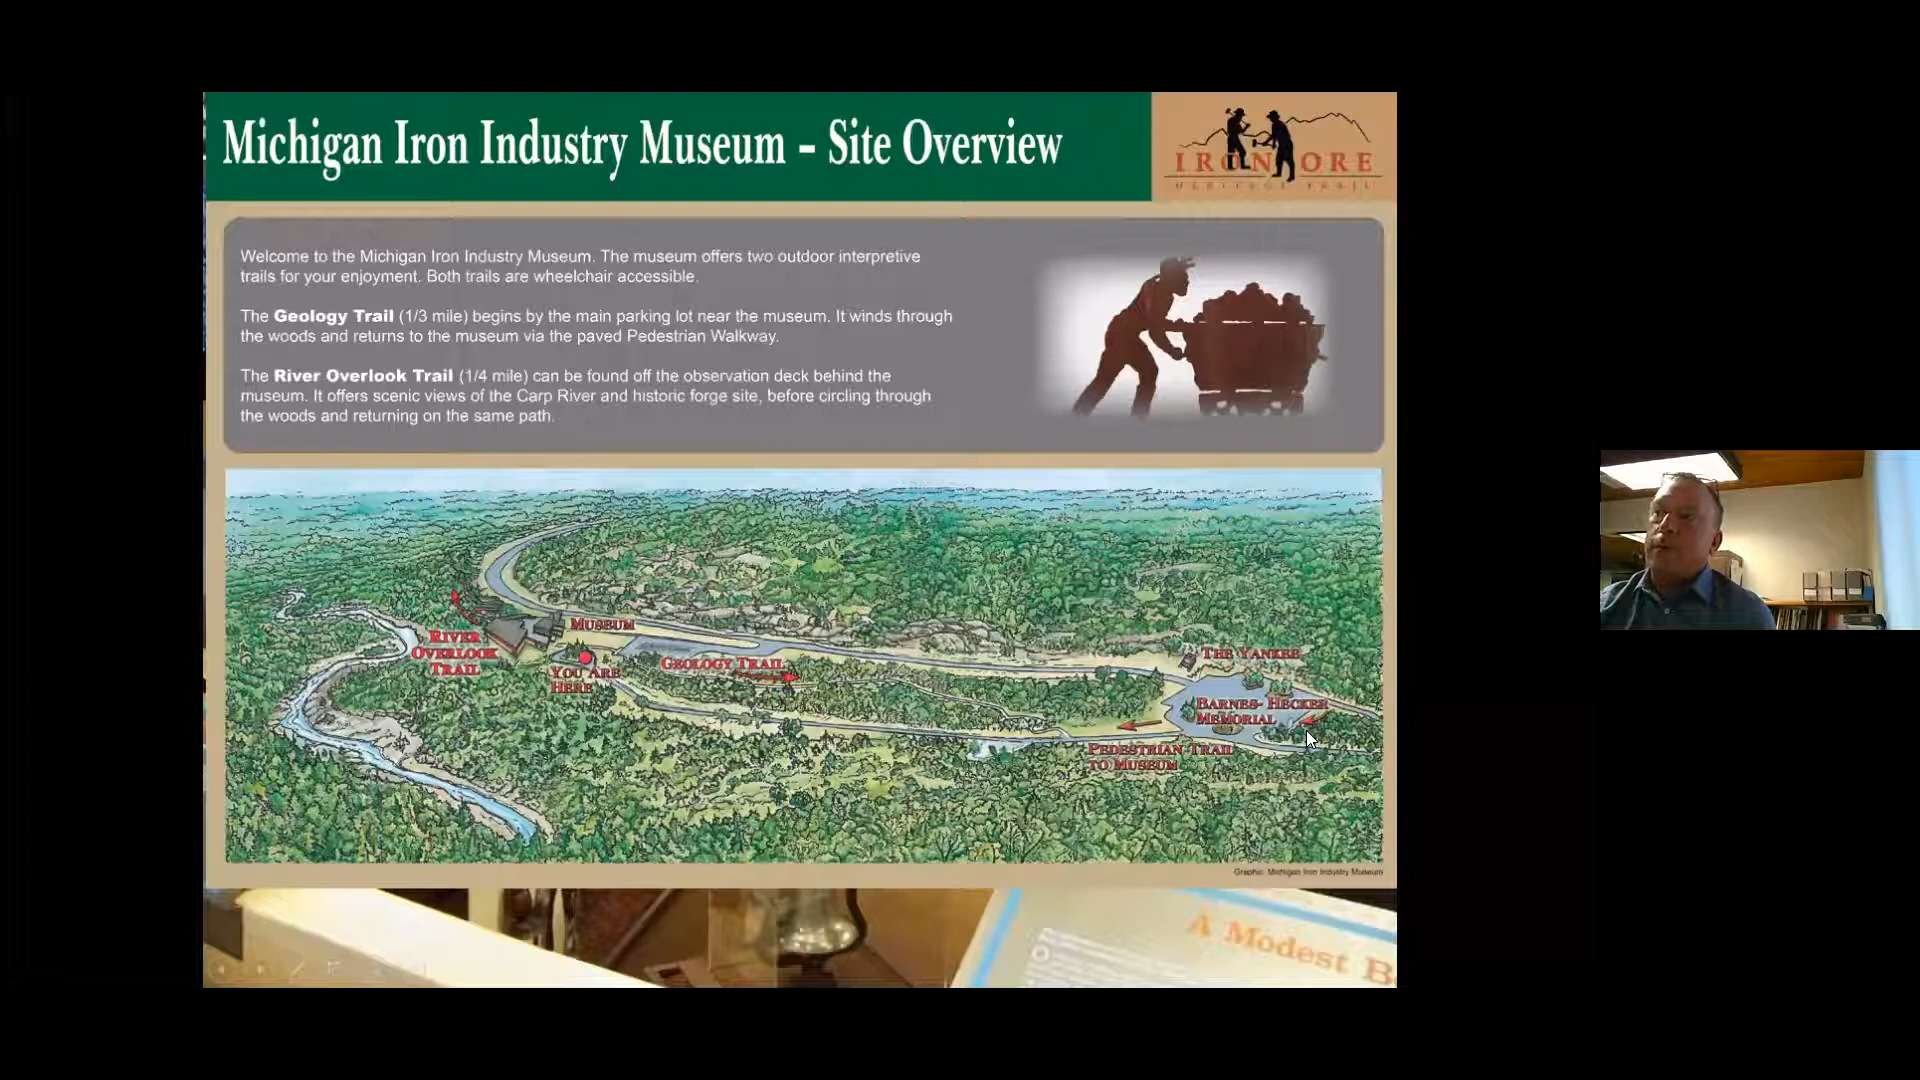 Michigan Iron Industry Museum - Site Overview
IRON ORE
HERITAGE TRAIL
Welcome to the Michigan Iron Industry Museum. The museum offers two outdoor interpretive
trails for your enjoyment. Both trails are wheelchair accessible.
The Geology Trail (1/3 mile) begins by the main parking lot near the museum. It winds through
the woods and returns to the museum via the paved Pedestrian Walkway.
The River Overlook Trail (1/4 mile) can be found off the observation deck behind the
museum. It offers scenic views of the Carp River and historic forge site, before circling through
the woods and returning on the same path.
MUSEUM
RIVER
OVERLOOK
TRAIL
YOU ARE
HERE
GEOLOGY TRAIL
THE YANKEE
BARNES-HECKER
MEMORIAL
PEDESTRIAN TRAIL
TO MUSEUM
Graphic: Michigan Iron Industry Museum
A Modest B